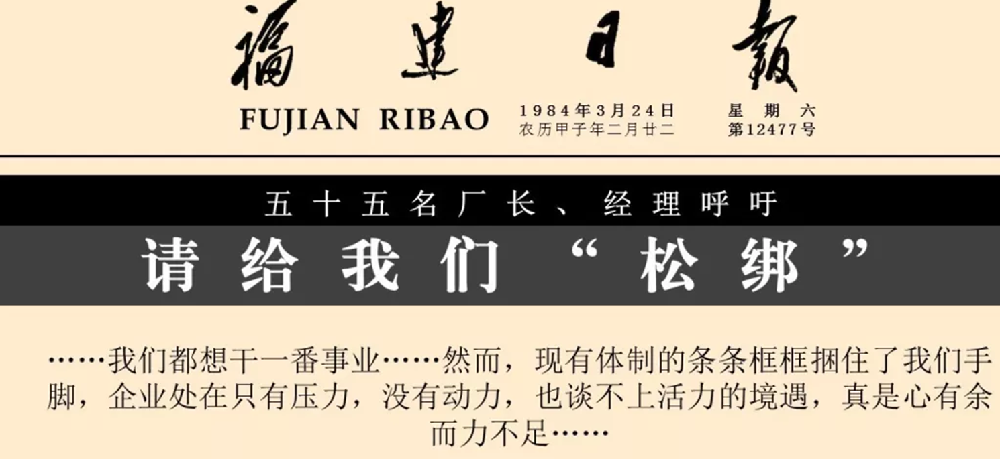 福建日报
FUJIAN RIBAO 1984年3月24日 星期六
农历甲子年二月廿二 第12477号
五十五名厂长、经理呼吁
请给我们“松绑”
……我们都想干一番事业……然而，现有体制的条条框框捆住了我们手
脚，企业处在只有压力，没有动力，也谈不上活力的境遇，真是心有余
而力不足……